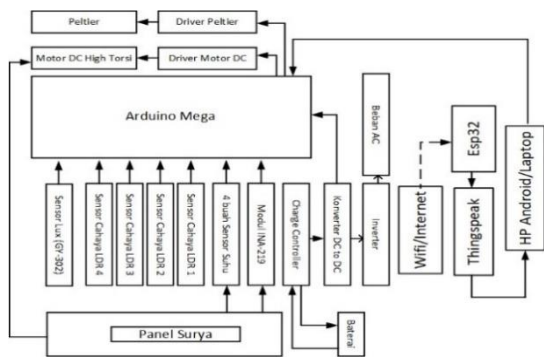 Peltier
Driver Peltier
Motor DC High Torsi
Driver Motor DC
Arduino Mega
Beban AC
Esp32
HP Android/Laptop
Sensor Lux (GY-302)
Sensor Cahaya LDR 4
Sensor Cahaya LDR 3
Sensor Cahaya LDR 2
Sensor Cahaya LDR 1
4 buah Sensor Suhu
Modul INA-219
Charge Controller
Konverter DC to DC
Inverter
Wifi/Internet
Thingspeak
Panel Surya
Baterai